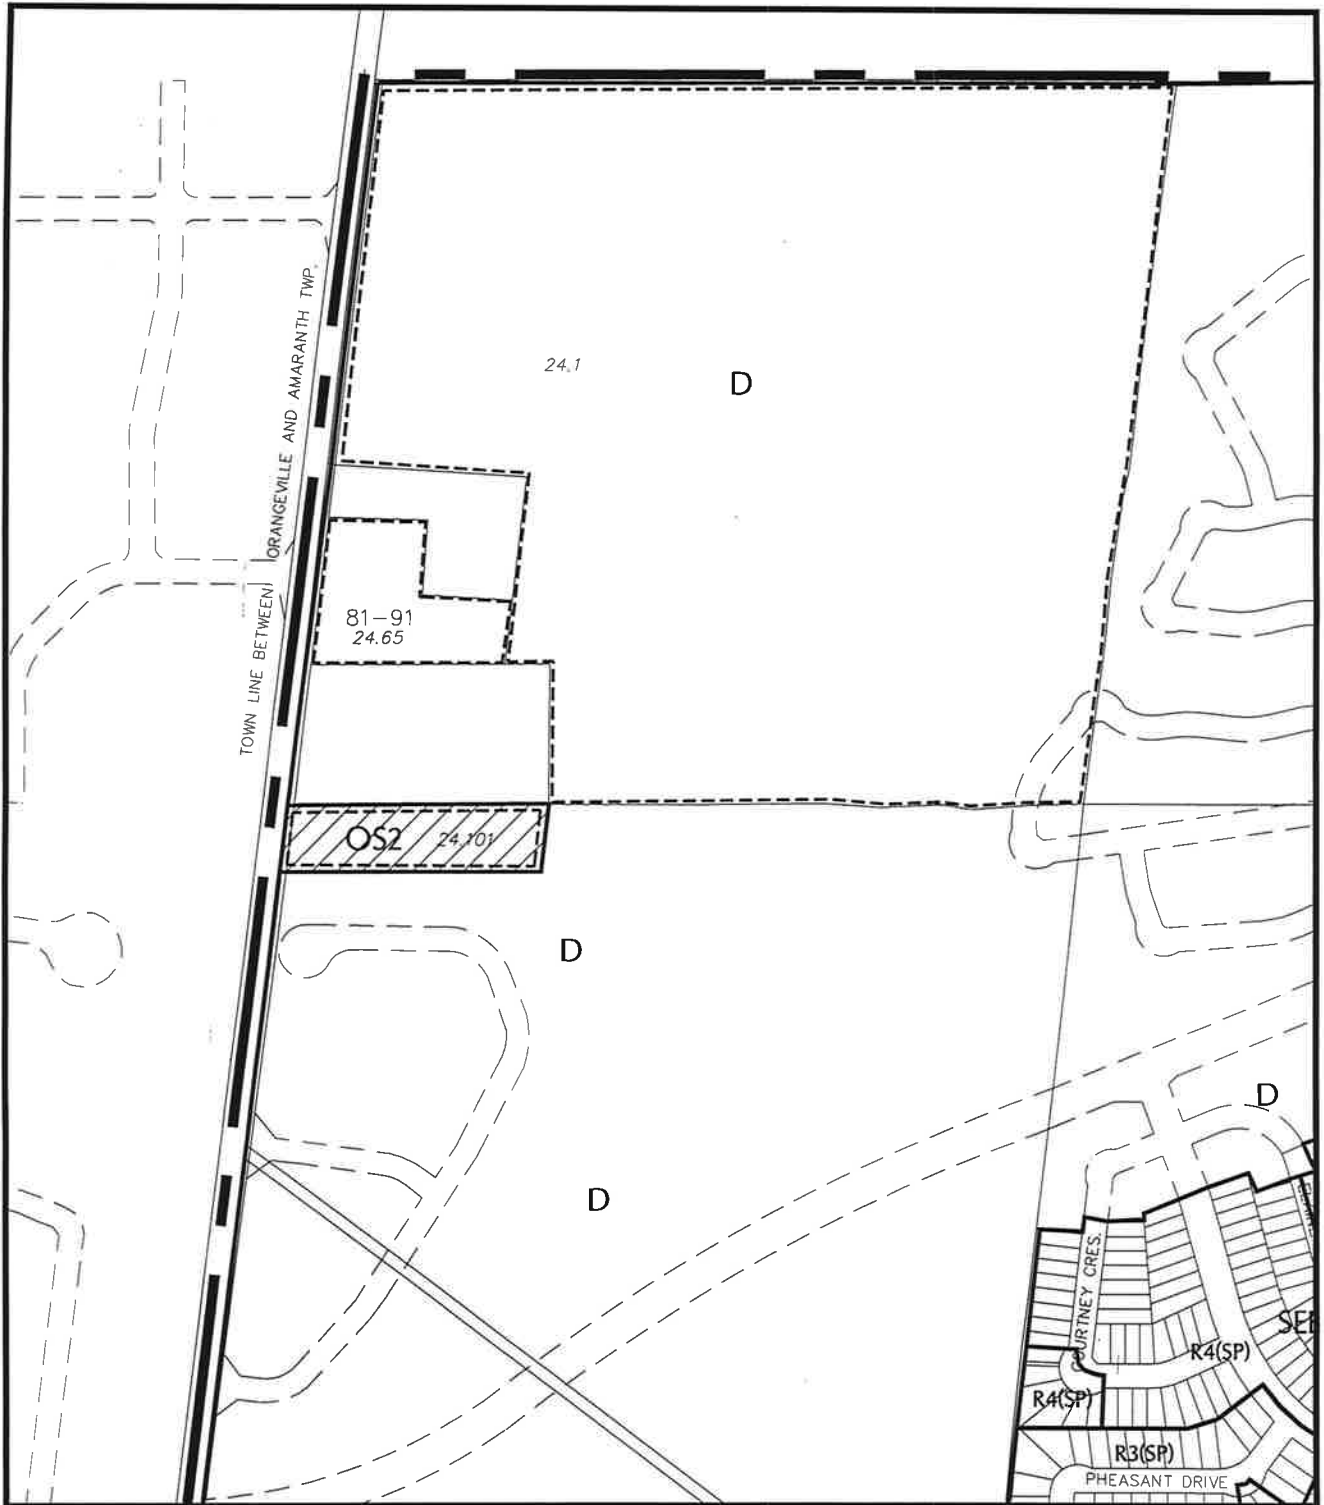 TOWN LINE BETWEEN ORANGEVILLE AND AMARANTH TWP.
24.1
D
81-91
24.65
OS2
24.101
D
D
D
COURTNEY CRES.
R4(SP)
R4(SP)
R3(SP)
PHEASANT DRIVE